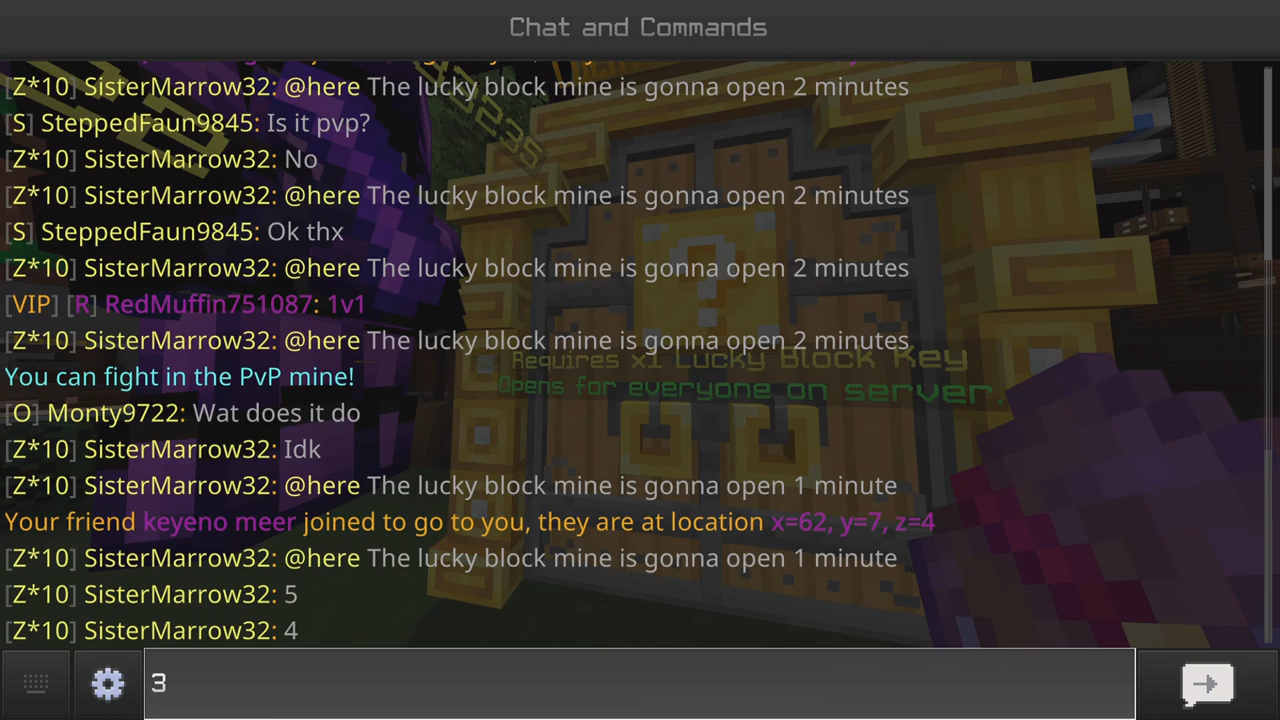 Chat and Commands
[Z*10] SisterMarrow32: @here The lucky block mine is gonna open 2 minutes
[S] SteppedFaun9845: Is it pvp?
[Z*10] SisterMarrow32: No
[Z*10] SisterMarrow32: @here The lucky block mine is gonna open 2 minutes
[S] SteppedFaun9845: Ok thx
[Z*10] SisterMarrow32: @here The lucky block mine is gonna open 2 minutes
[VIP] [R] RedMuffin751087: 1v1
[Z*10] SisterMarrow32: @here The lucky block mine is gonna open 2 minutes
Requires x1 Lucky Block Key
You can fight in the PvP mine!
Opens for everyone on server.
[O] Monty9722: Wat does it do
[Z*10] SisterMarrow32: Idk
[Z*10] SisterMarrow32: @here The lucky block mine is gonna open 1 minute
Your friend keyeno meer joined to go to you, they are at location x=62, y=7, z=4
[Z*10] SisterMarrow32: @here The lucky block mine is gonna open 1 minute
[Z*10] SisterMarrow32: 5
[Z*10] SisterMarrow32: 4
3